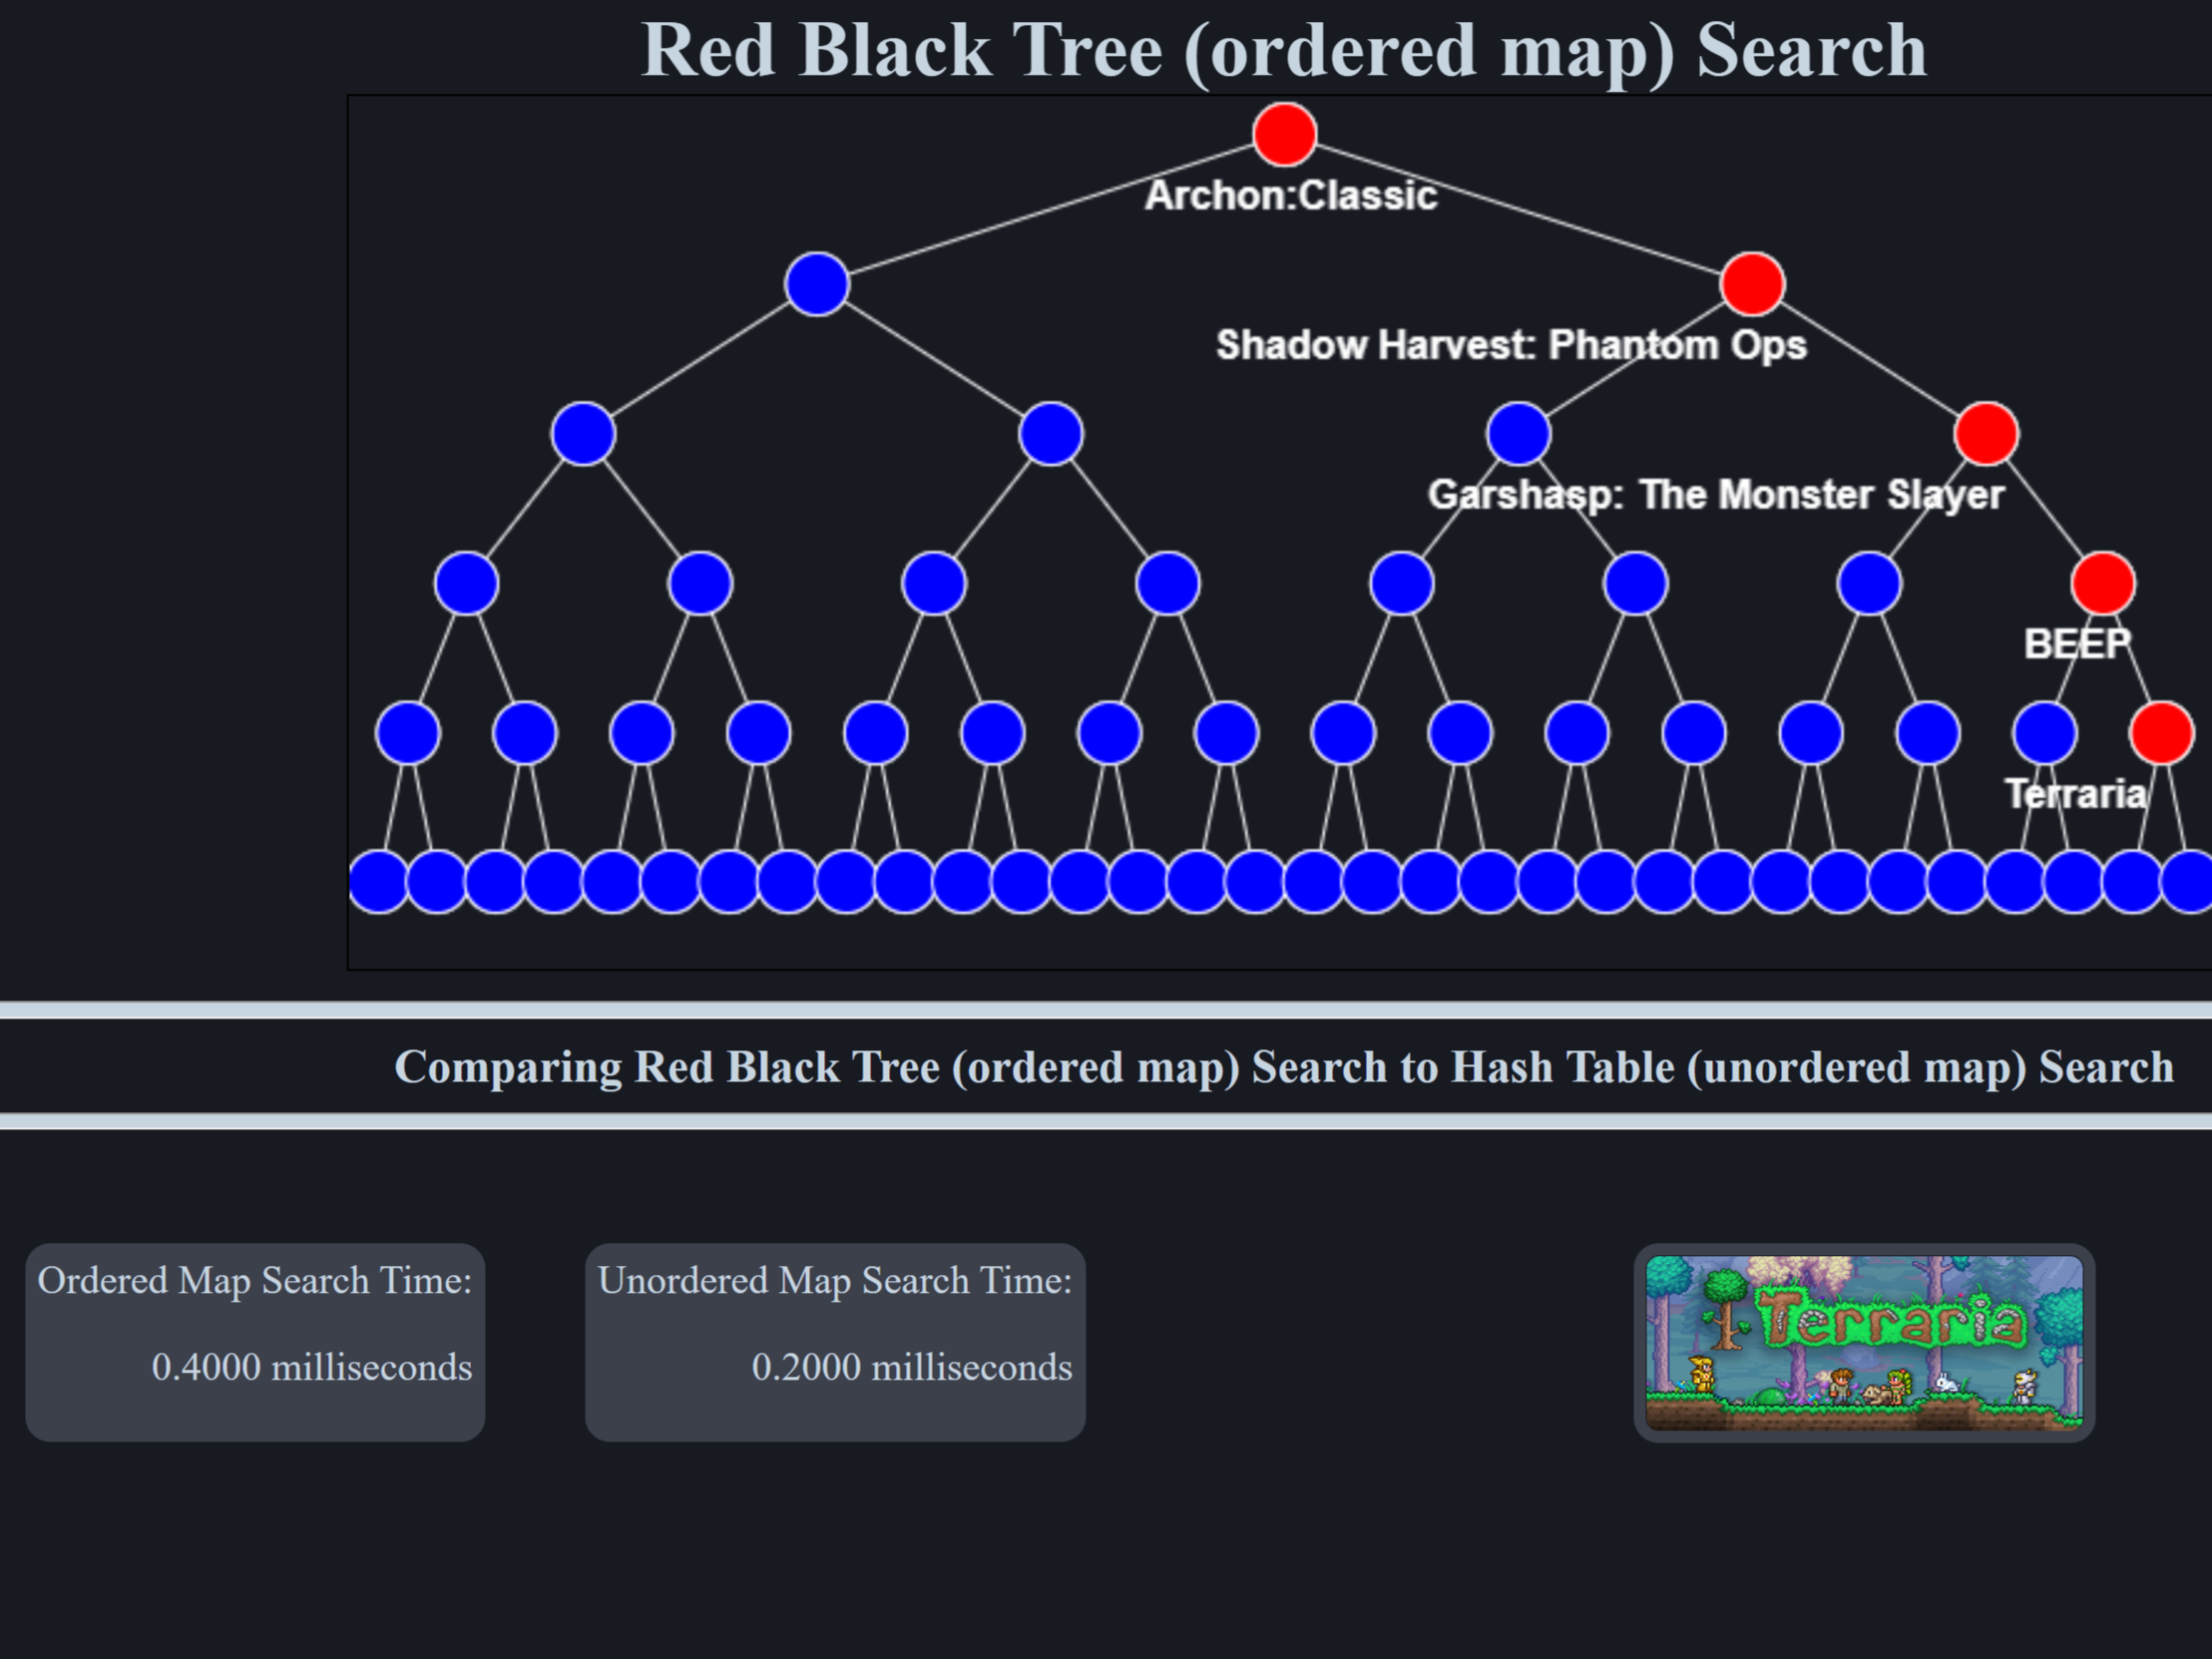 Red Black Tree (ordered map) Search
Archon:Classic
Shadow Harvest: Phantom Ops
Garshasp: The Monster Slayer
BEEP
Terraria
Comparing Red Black Tree (ordered map) Search to Hash Table (unordered map) Search
Ordered Map Search Time:
0.4000 milliseconds
Unordered Map Search Time:
0.2000 milliseconds
Terraria